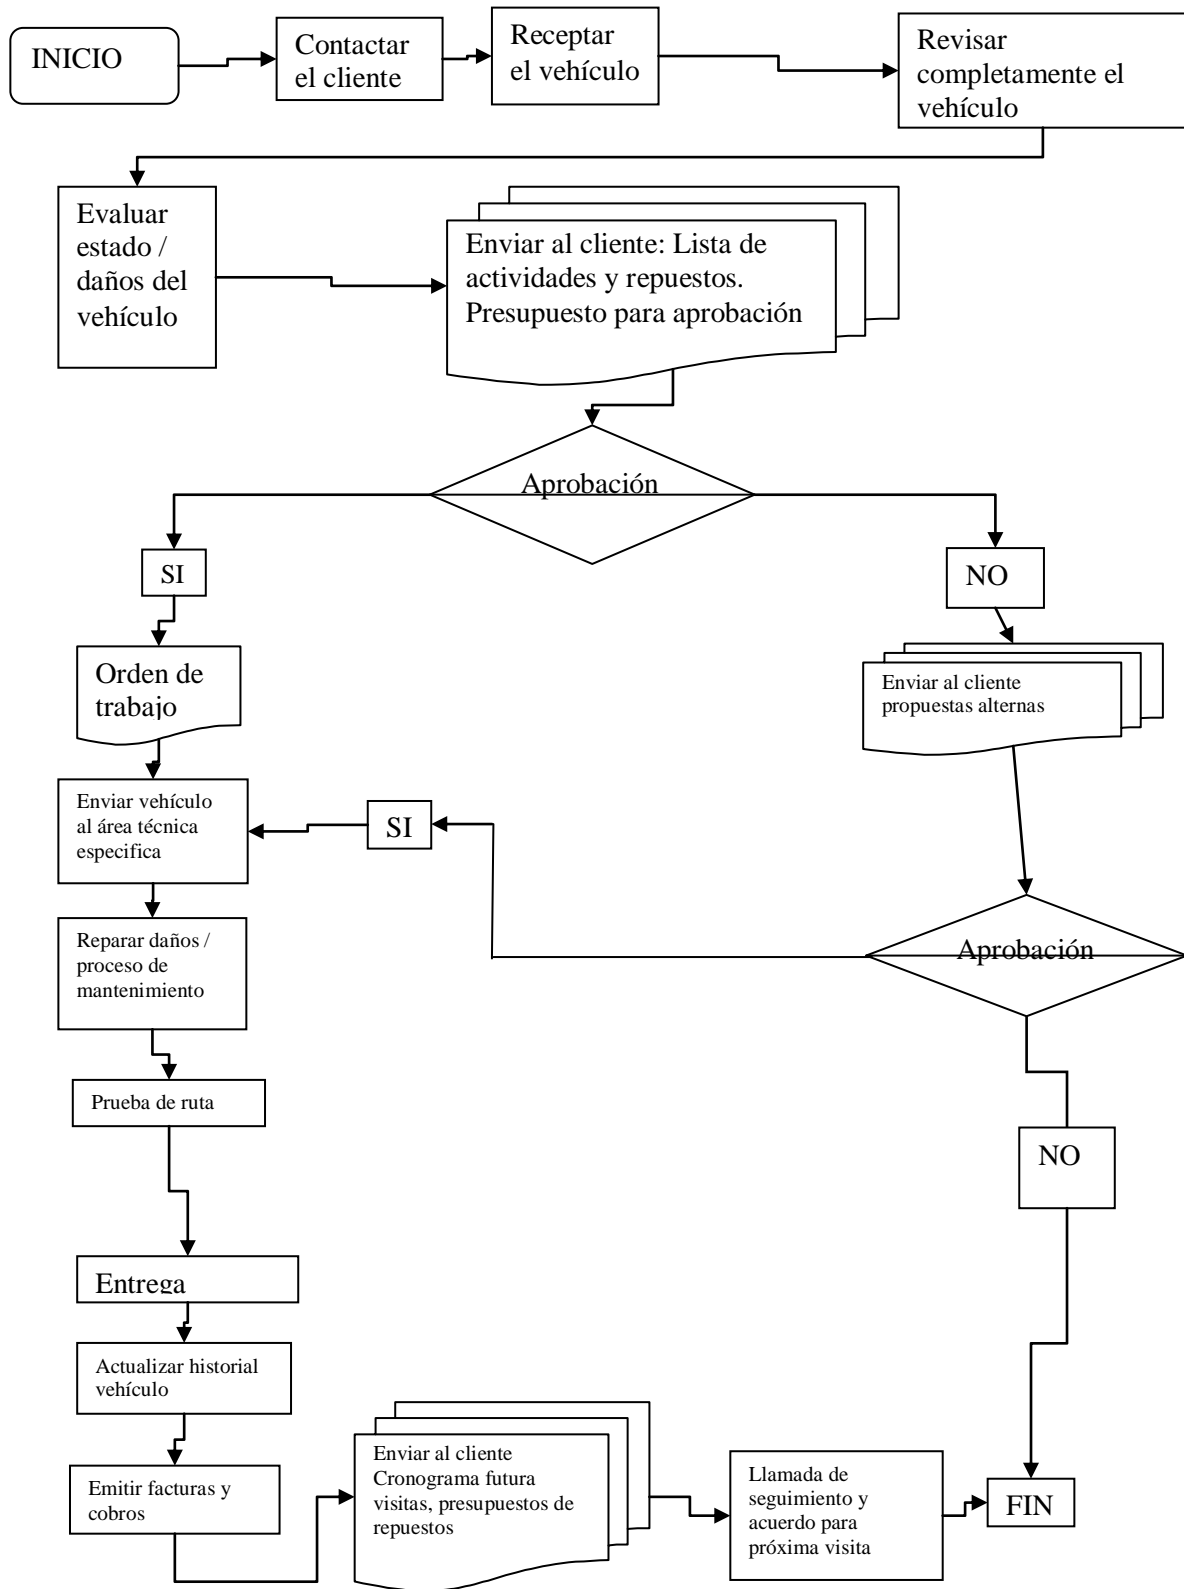 INICIO
Contactar
el cliente
Receptar
el vehículo
Revisar
completamente el
vehículo
Evaluar
estado /
daños del
vehículo
Enviar al cliente: Lista de
actividades y repuestos.
Presupuesto para aprobación
Aprobación
SI
NO
Orden de
trabajo
Enviar al cliente
propuestas alternas
Enviar vehículo
al área técnica
especifica
SI
Reparar daños /
proceso de
mantenimiento
Aprobación
Prueba de ruta
NO
Entrega
Actualizar historial
vehículo
Emitir facturas y
cobros
Enviar al cliente
Cronograma futura
visitas, presupuestos de
repuestos
Llamada de
seguimiento y
acuerdo para
próxima visita
FIN